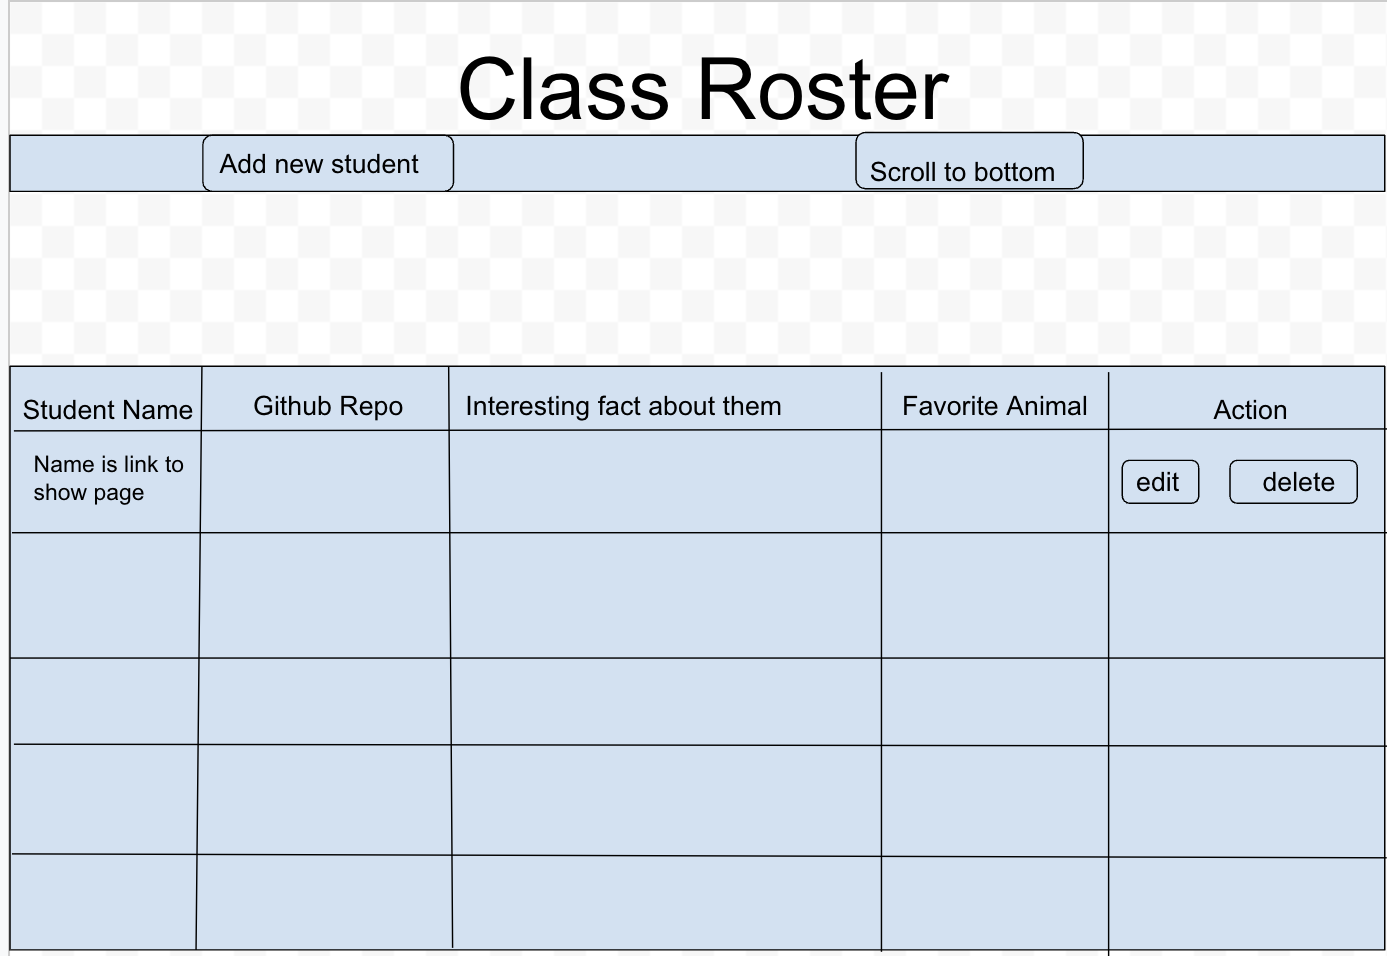 Class Roster
Add new student
Scroll to bottom
Student Name
Github Repo
Interesting fact about them
Favorite Animal
Action
Name is link to
show page
edit
delete